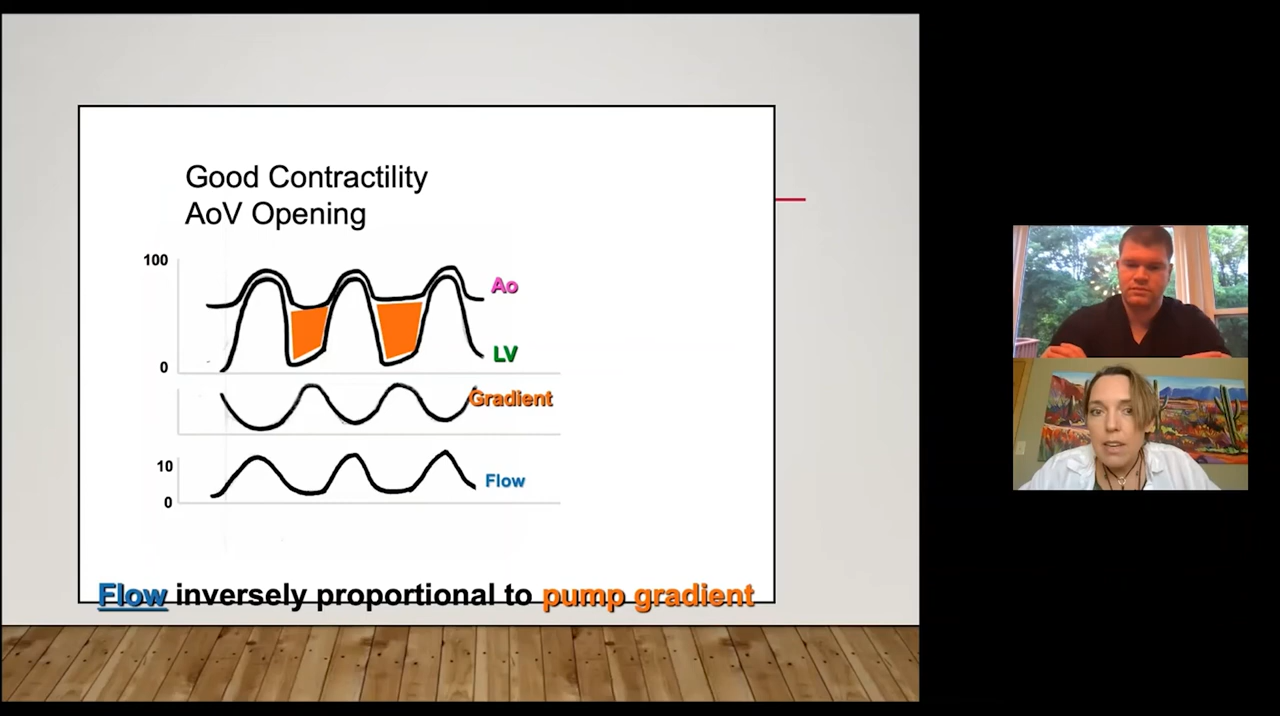 Good Contractility
AoV Opening
100
Ao
LV
0
Gradient
10
Flow
0
Flow inversely proportional to pump gradient